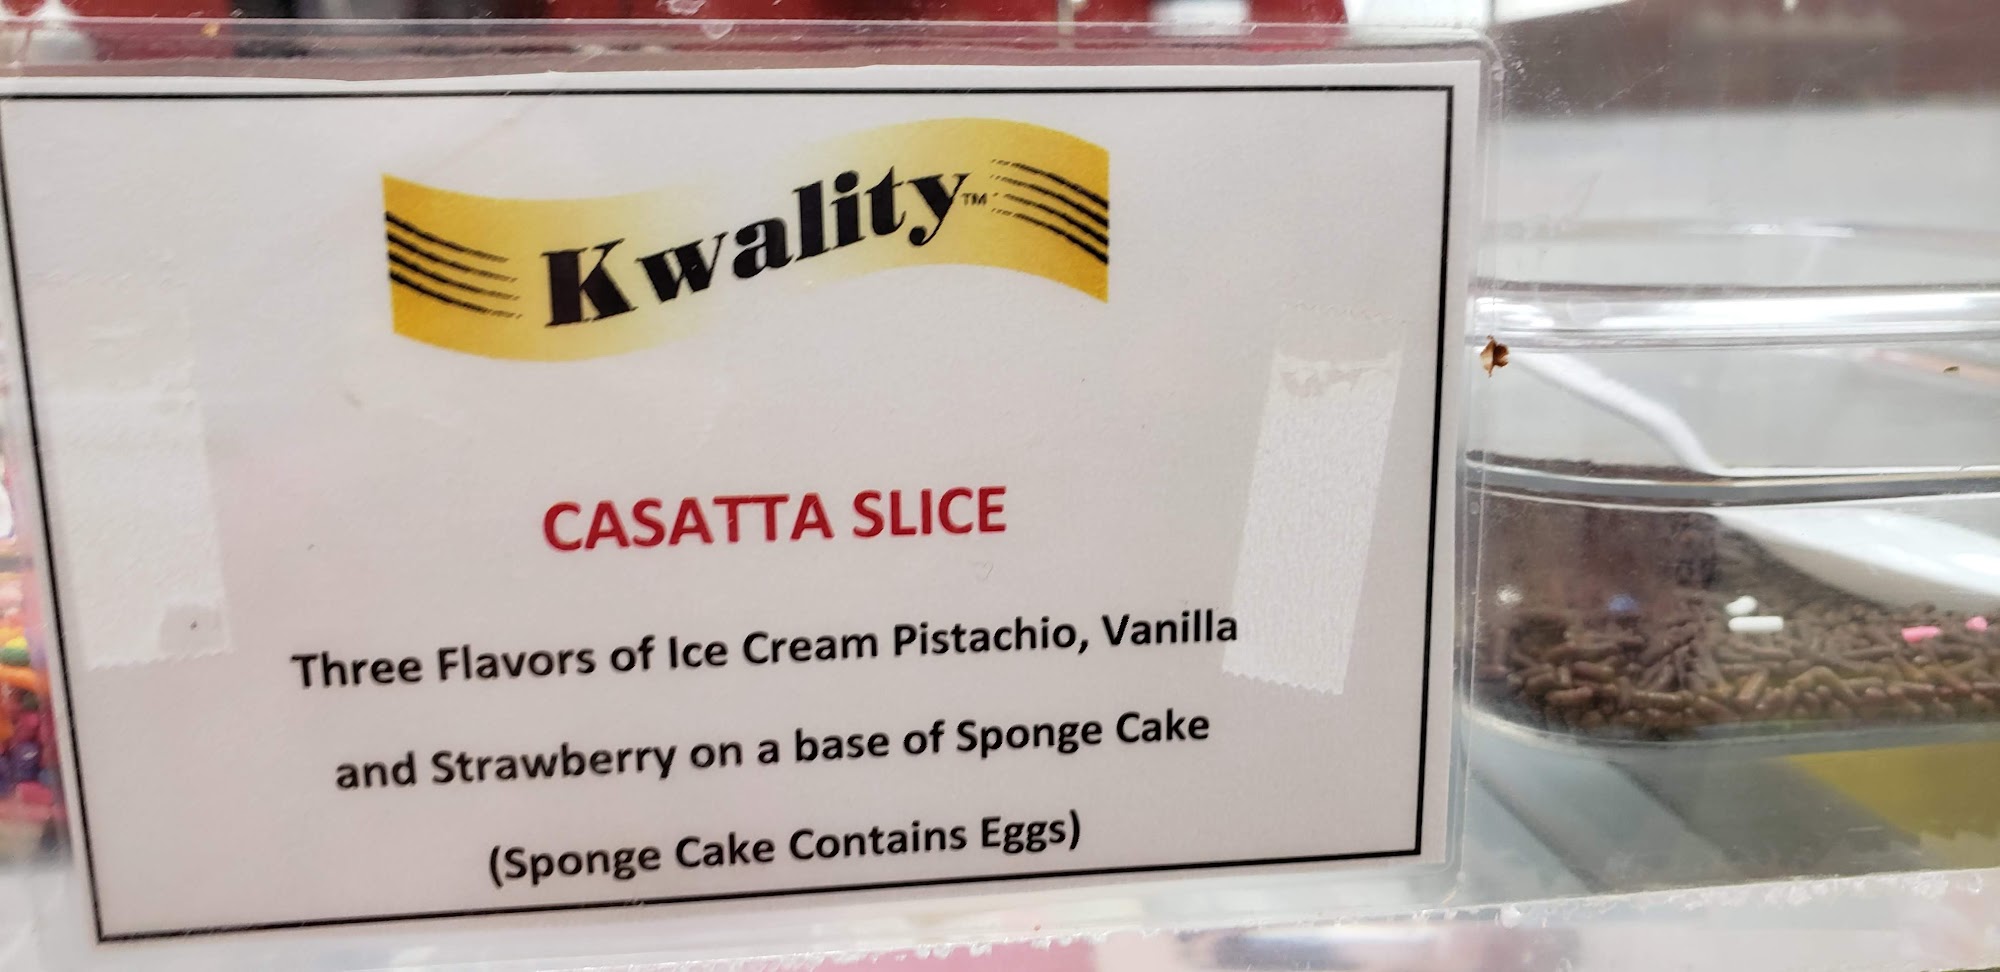 Kwality™
CASATTA SLICE
Three Flavors of Ice Cream Pistachio, Vanilla
and Strawberry on a base of Sponge Cake
(Sponge Cake Contains Eggs)